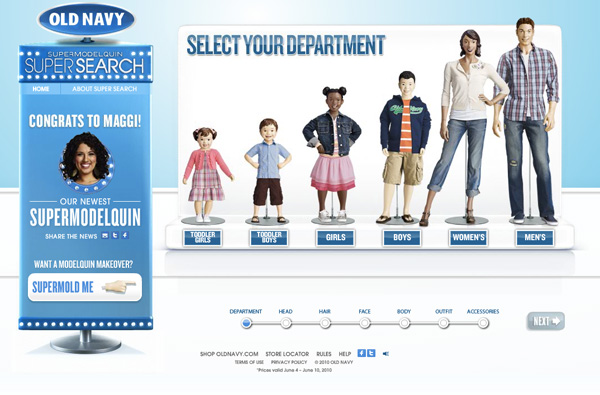 OLD NAVY
SUPERMODELQUIN
SUPER SEARCH
HOME
ABOUT SUPER SEARCH
CONGRATS TO MAGGI!
OUR NEWEST
SUPERMODELQUIN
SHARE THE NEWS
WANT A MODELQUIN MAKEOVER?
SUPERMOLD ME
SELECT YOUR DEPARTMENT
TODDLER GIRLS
TODDLER BOYS
GIRLS
BOYS
WOMEN'S
MEN'S
DEPARTMENT HEAD HAIR FACE BODY OUTFIT ACCESSORIES
NEXT
SHOP OLDNAVY.COM STORE LOCATOR RULES HELP
TERMS OF USE PRIVACY POLICY © 2010 OLD NAVY
*Prizes valid June 4 - June 10, 2010